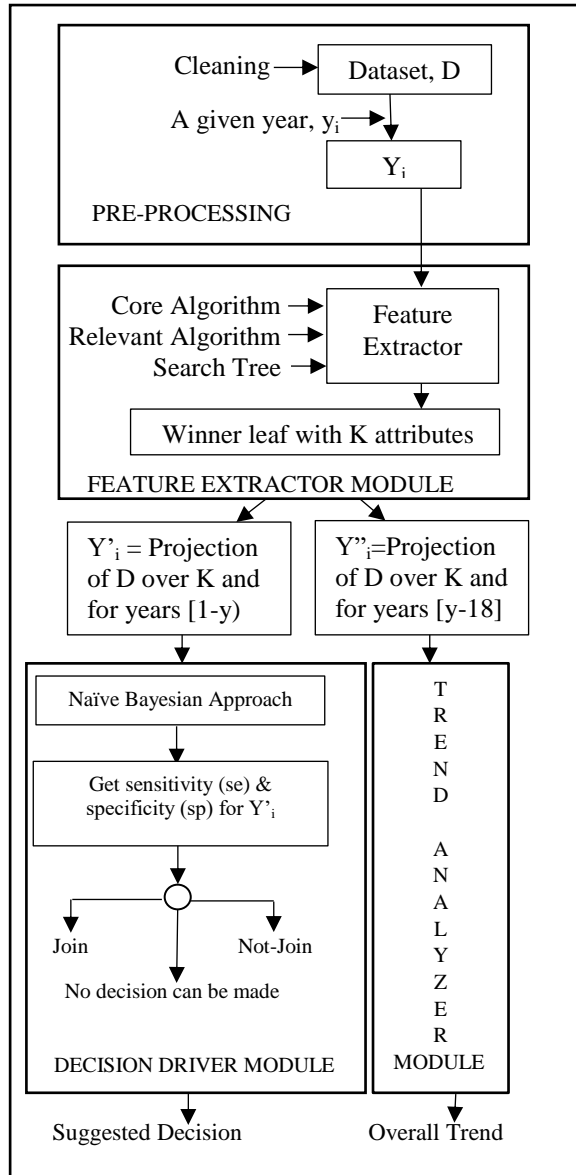 Cleaning
Dataset, D
A given year, yi
Yi
PRE-PROCESSING
Core Algorithm
Relevant Algorithm
Search Tree
Feature
Extractor
Winner leaf with K attributes
FEATURE EXTRACTOR MODULE
Y’i = Projection
of D over K and
for years [1-y)
Y”i=Projection
of D over K and
for years [y-18]
Naïve Bayesian Approach
Get sensitivity (se) &
specificity (sp) for Y’i
Join
Not-Join
No decision can be made
DECISION DRIVER MODULE
T
R
E
N
D
A
N
A
L
Y
Z
E
R
MODULE
Suggested Decision
Overall Trend